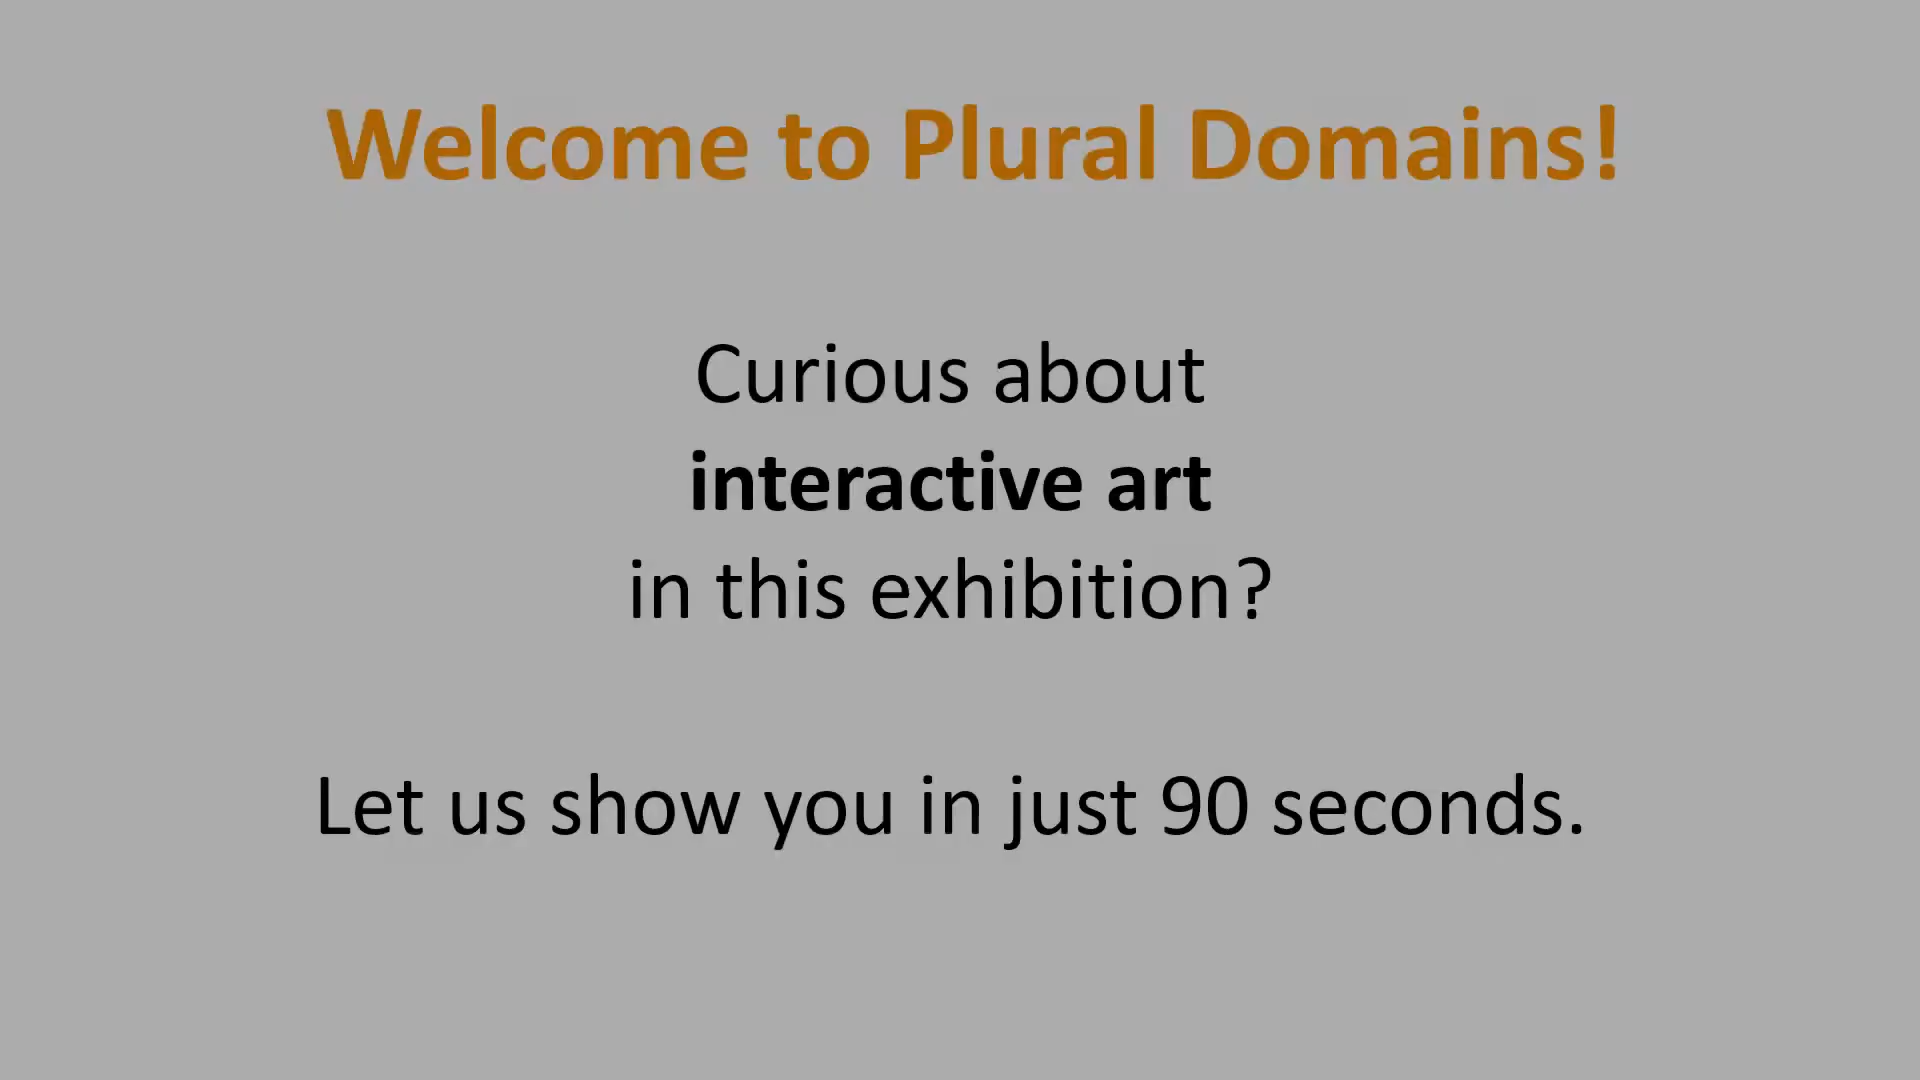 Welcome to Plural Domains!
Curious about
interactive art
in this exhibition?
Let us show you in just 90 seconds.